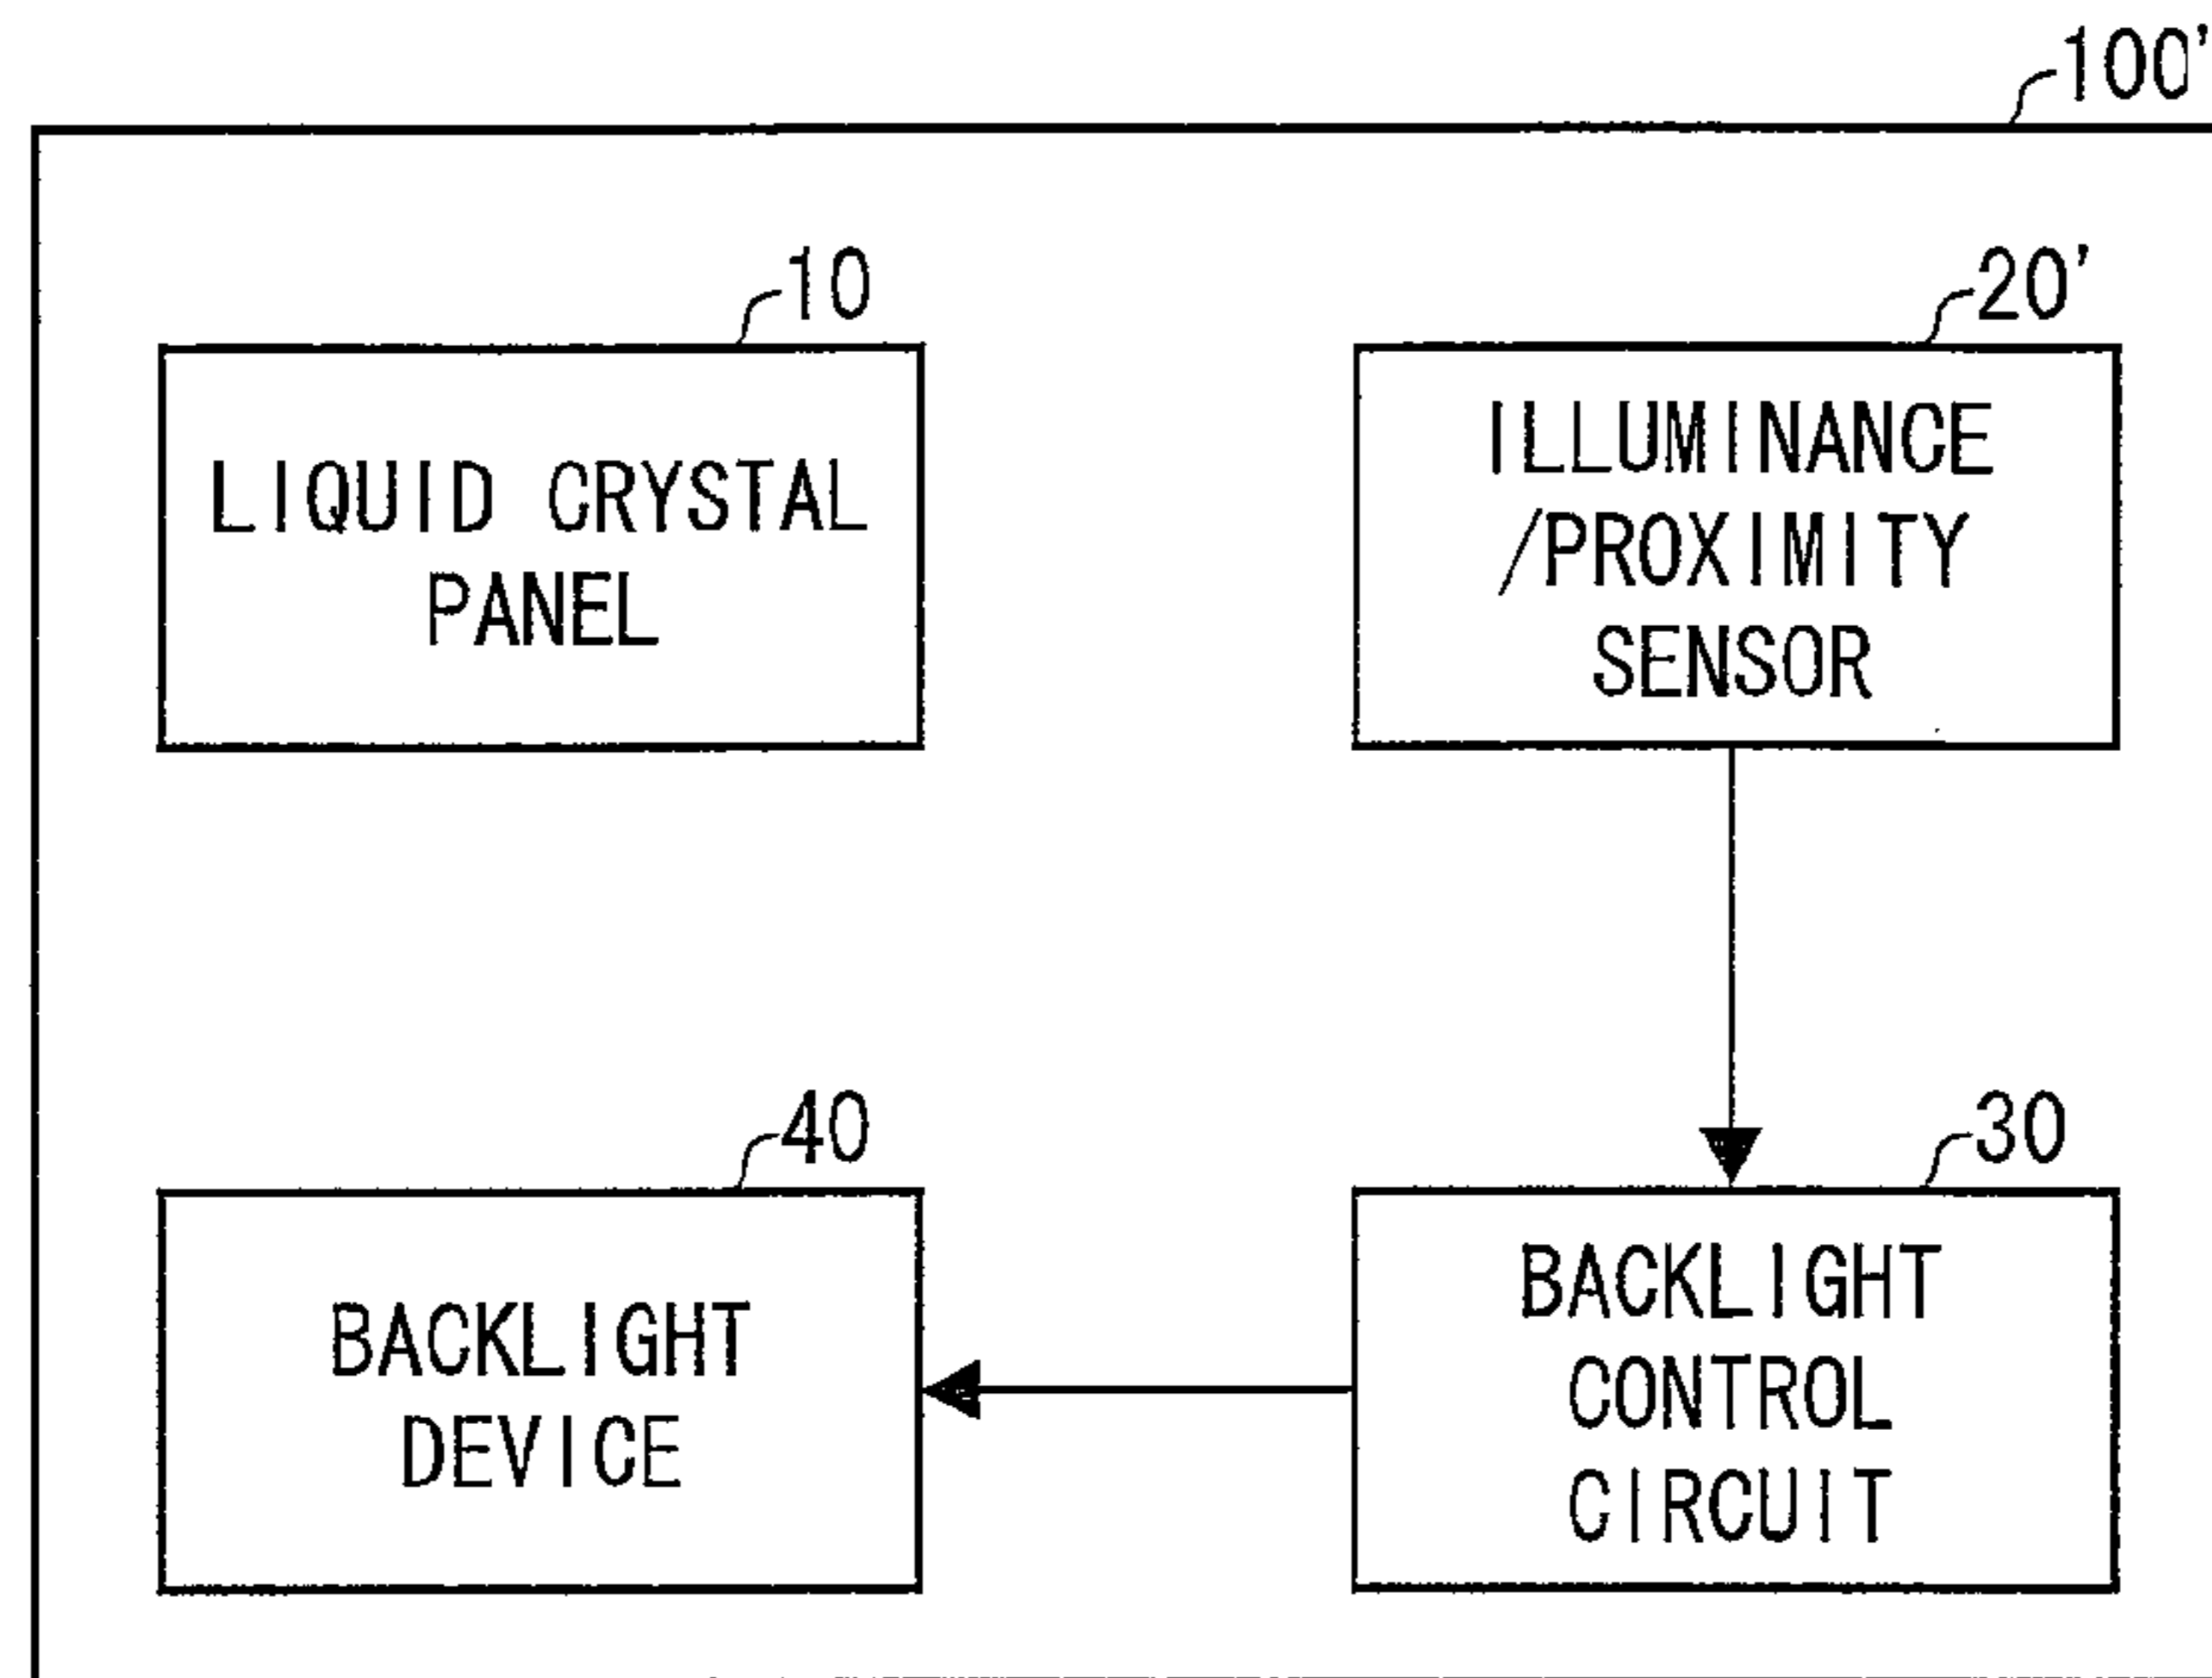 100'
10
LIQUID CRYSTAL
PANEL
20'
ILLUMINANCE
/PROXIMITY
SENSOR
40
BACKLIGHT
DEVICE
30
BACKLIGHT
CONTROL
CIRCUIT